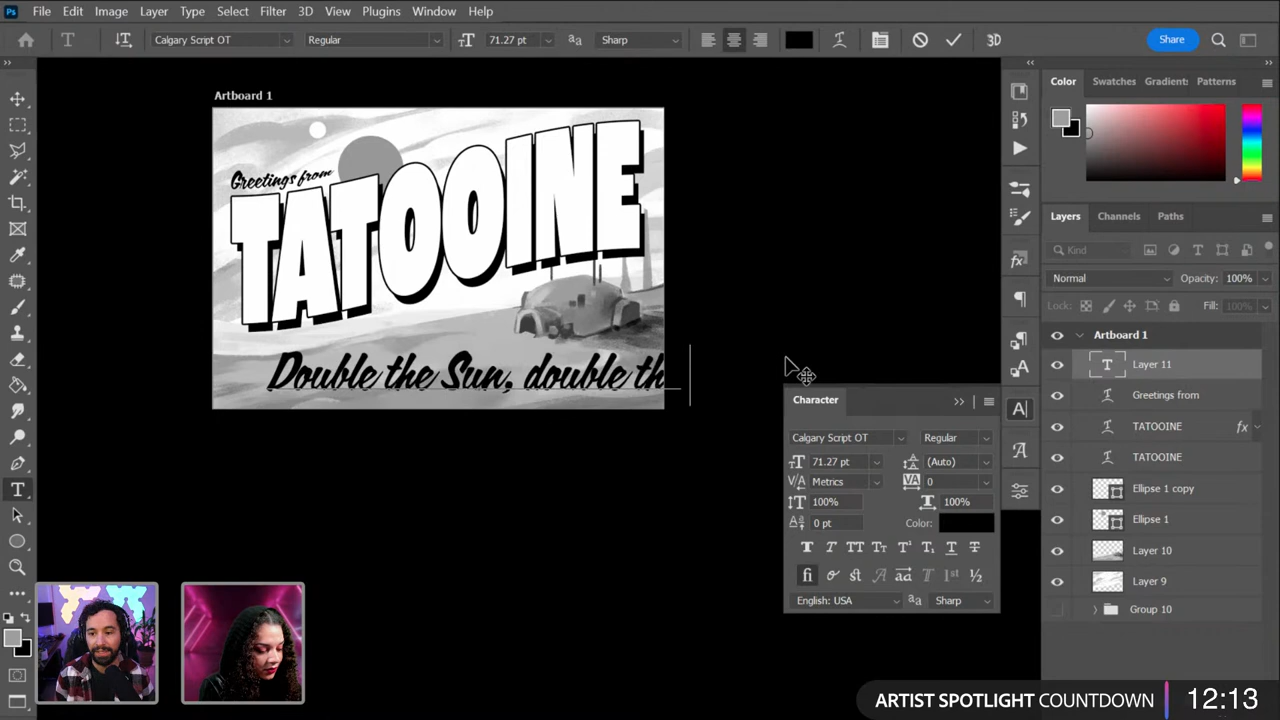 Ps File Edit Image Layer Type Select Filter 3D View Plugins Window Help
Calgary Script OT Regular 71.27 pt Sharp 3D Share
Artboard 1
Greetings from
TATOOINE
Double the Sun, double th
Color Swatches Gradient: Patterns
Layers Channels Paths
Kind
Normal Opacity: 100%
Lock: Fill: 100%
Artboard 1
Layer 11
Greetings from
TATOOINE fx
TATOOINE
Ellipse 1 copy
Ellipse 1
Layer 10
Layer 9
Group 10
Character
Calgary Script OT Regular
71.27 pt (Auto)
Metrics 0
100% 100%
0 pt Color:
English: USA Sharp
ARTIST SPOTLIGHT COUNTDOWN 12:13